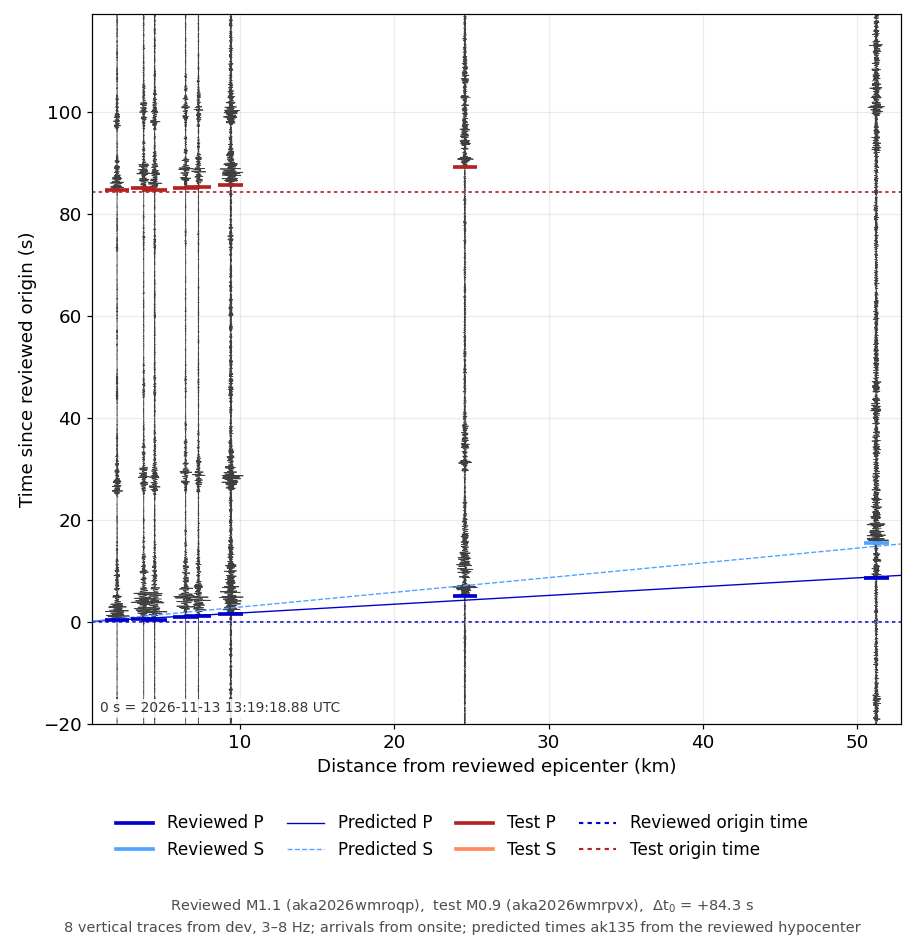 100
80
60
40
20
0
−20
Time since reviewed origin (s)
0 s = 2026-11-13 13:19:18.88 UTC
10 20 30 40 50
Distance from reviewed epicenter (km)
Reviewed P Predicted P Test P Reviewed origin time
Reviewed S Predicted S Test S Test origin time
Reviewed M1.1 (aka2026wmroqp), test M0.9 (aka2026wmrpvx), Δt₀ = +84.3 s
8 vertical traces from dev, 3–8 Hz; arrivals from onsite; predicted times ak135 from the reviewed hypocenter